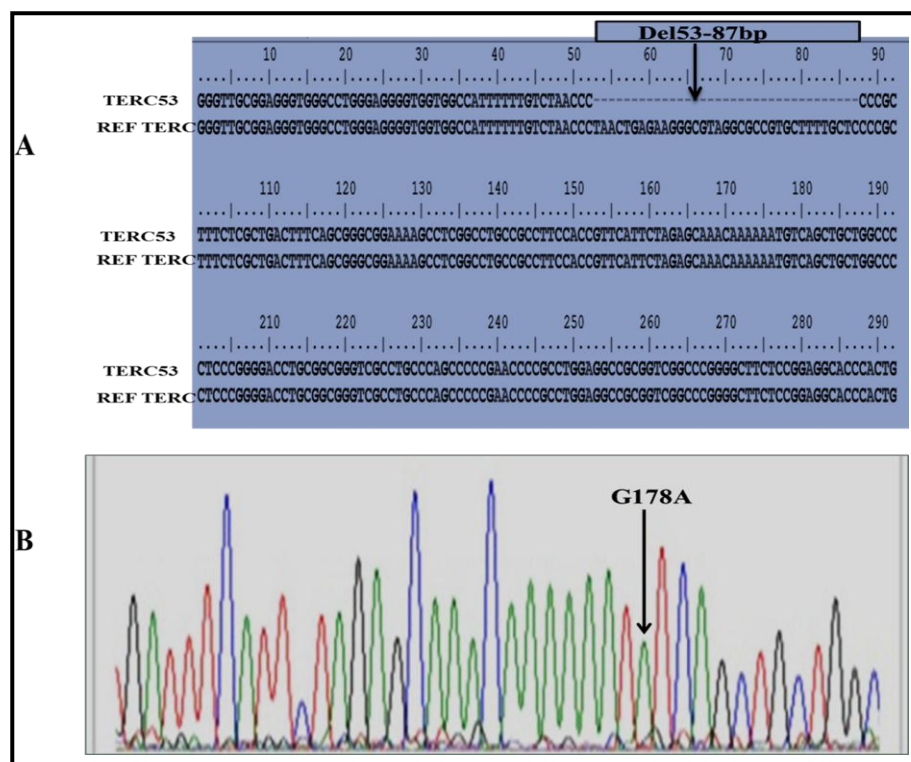 A
Del53-87bp
10 20 30 40 50 60 70 80 90
....|....|....|....|....|....|....|....|....|....|....|....|....|....|....|....|....|....|..
TERC53 GGGTTGCGGAGGGTGGGCCTGGGAGGGGTGGTGGCCATTTTTTGTCTAACCC-----------------------------------CCCGC
REF TERC GGGTTGCGGAGGGTGGGCCTGGGAGGGGTGGTGGCCATTTTTTGTCTAACCCTAACTGAGAAGGGCGTAGGCGCCGTGCTTTTGCTCCCCGC
110 120 130 140 150 160 170 180 190
....|....|....|....|....|....|....|....|....|....|....|....|....|....|....|....|....|....|..
TERC53 TTTCTCGCTGACTTTCAGCGGGCGGAAAAGCCTCGGCCTGCCGCCTTCCACCGTTCATTCTAGAGCAAACAAAAAATGTCAGCTGCTGGCCC
REF TERC TTTCTCGCTGACTTTCAGCGGGCGGAAAAGCCTCGGCCTGCCGCCTTCCACCGTTCATTCTAGAGCAAACAAAAAATGTCAGCTGCTGGCCC
210 220 230 240 250 260 270 280 290
....|....|....|....|....|....|....|....|....|....|....|....|....|....|....|....|....|....|..
TERC53 CTCCCGGGGACCTGCGGCGGGTCGCCTGCCCAGCCCCCGAACCCCGCCTGGAGGCCGCGGTCGGCCCGGGGCTTCTCCGGAGGCACCCACTG
REF TERC CTCCCGGGGACCTGCGGCGGGTCGCCTGCCCAGCCCCCGAACCCCGCCTGGAGGCCGCGGTCGGCCCGGGGCTTCTCCGGAGGCACCCACTG
B
G178A